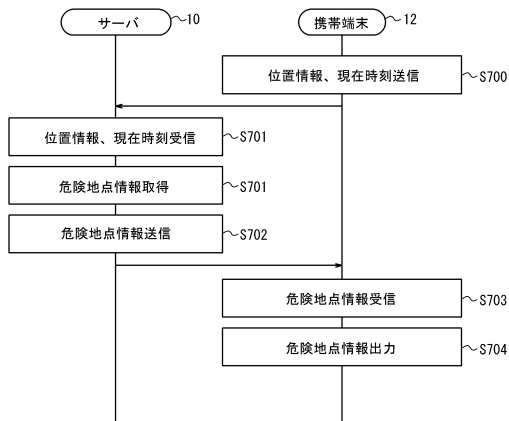 サーバ 10
携帯端末 12
位置情報、現在時刻送信 S700
位置情報、現在時刻受信 S701
危険地点情報取得 S701
危険地点情報送信 S702
危険地点情報受信 S703
危険地点情報出力 S704